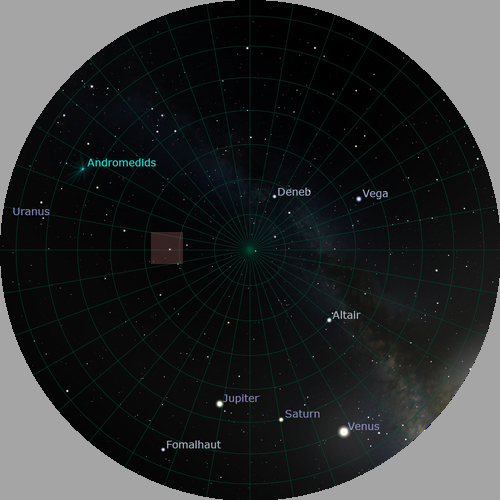 Andromedids
Deneb
Vega
Uranus
Altair
Jupiter
Saturn
Venus
Fomalhaut